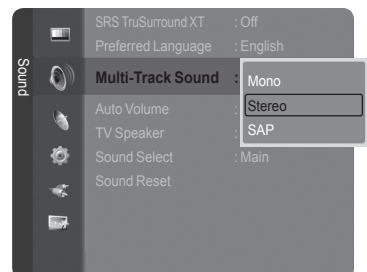 Sound
SRS TruSurround XT : Off
Preferred Language : English
Multi-Track Sound :
Mono
Stereo
SAP
Auto Volume :
TV Speaker :
Sound Select : Main
Sound Reset